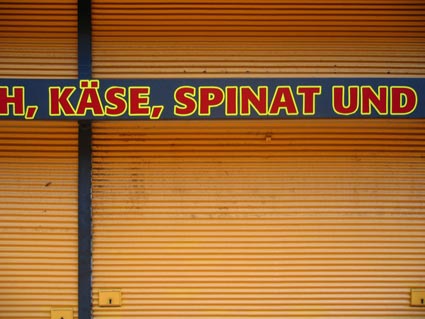 H, KÄSE, SPINAT UND